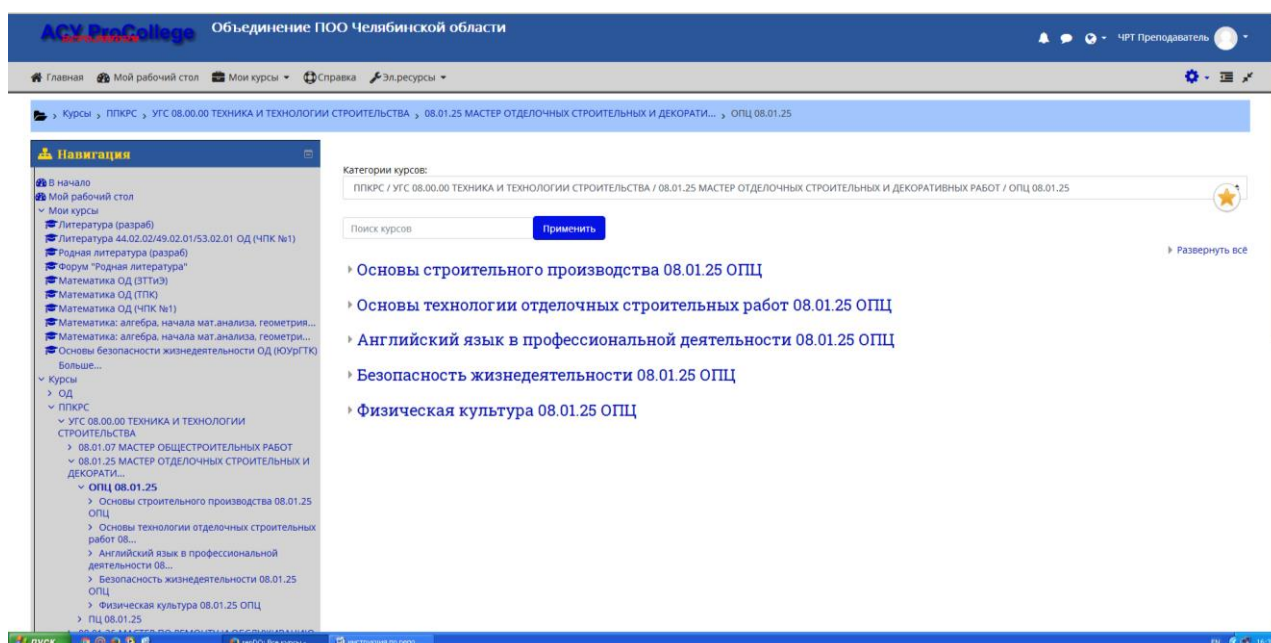 АСУ ProCollege
Объединение ПОО Челябинской области
ЧРТ Преподаватель
Главная Мой рабочий стол Мои курсы Справка Эл.ресурсы
Курсы ППКРС УГС 08.00.00 ТЕХНИКА И ТЕХНОЛОГИИ СТРОИТЕЛЬСТВА 08.01.25 МАСТЕР ОТДЕЛОЧНЫХ СТРОИТЕЛЬНЫХ И ДЕКОРАТИ... ОПЦ 08.01.25
Навигация
В начало
Мой рабочий стол
Мои курсы
Литература (разраб)
Литература 44.02.02/49.02.01/53.02.01 ОД (ЧПК №1)
Родная литература (разраб)
Форум "Родная литература"
Математика ОД (ЗТТиЭ)
Математика ОД (ТПК)
Математика ОД (ЧПК №1)
Математика: алгебра, начала мат.анализа, геометрия...
Математика: алгебра, начала мат.анализа, геометри...
Основы безопасности жизнедеятельности ОД (ЮУрГТК)
Больше...
Курсы
ОД
ППКРС
УГС 08.00.00 ТЕХНИКА И ТЕХНОЛОГИИ
СТРОИТЕЛЬСТВА
08.01.07 МАСТЕР ОБЩЕСТРОИТЕЛЬНЫХ РАБОТ
08.01.25 МАСТЕР ОТДЕЛОЧНЫХ СТРОИТЕЛЬНЫХ И
ДЕКОРАТИ...
ОПЦ 08.01.25
Основы строительного производства 08.01.25
ОПЦ
Основы технологии отделочных строительных
работ 08...
Английский язык в профессиональной
деятельности 08...
Безопасность жизнедеятельности 08.01.25
ОПЦ
Физическая культура 08.01.25 ОПЦ
ПЦ 08.01.25
Категории курсов:
ППКРС / УГС 08.00.00 ТЕХНИКА И ТЕХНОЛОГИИ СТРОИТЕЛЬСТВА / 08.01.25 МАСТЕР ОТДЕЛОЧНЫХ СТРОИТЕЛЬНЫХ И ДЕКОРАТИВНЫХ РАБОТ / ОПЦ 08.01.25
Поиск курсов Применить
Развернуть всё
Основы строительного производства 08.01.25 ОПЦ
Основы технологии отделочных строительных работ 08.01.25 ОПЦ
Английский язык в профессиональной деятельности 08.01.25 ОПЦ
Безопасность жизнедеятельности 08.01.25 ОПЦ
Физическая культура 08.01.25 ОПЦ